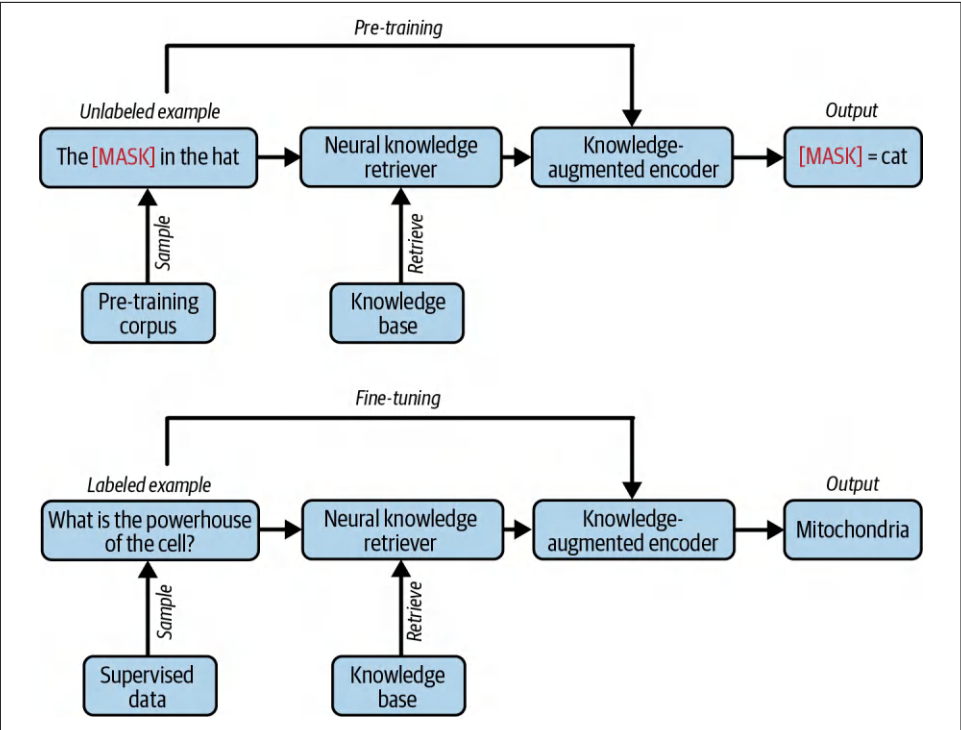 Pre-training
Unlabeled example
Output
The [MASK] in the hat
Neural knowledge
retriever
Knowledge-
augmented encoder
[MASK] = cat
Sample
Retrieve
Pre-training
corpus
Knowledge
base
Fine-tuning
Labeled example
Output
What is the powerhouse
of the cell?
Neural knowledge
retriever
Knowledge-
augmented encoder
Mitochondria
Sample
Retrieve
Supervised
data
Knowledge
base